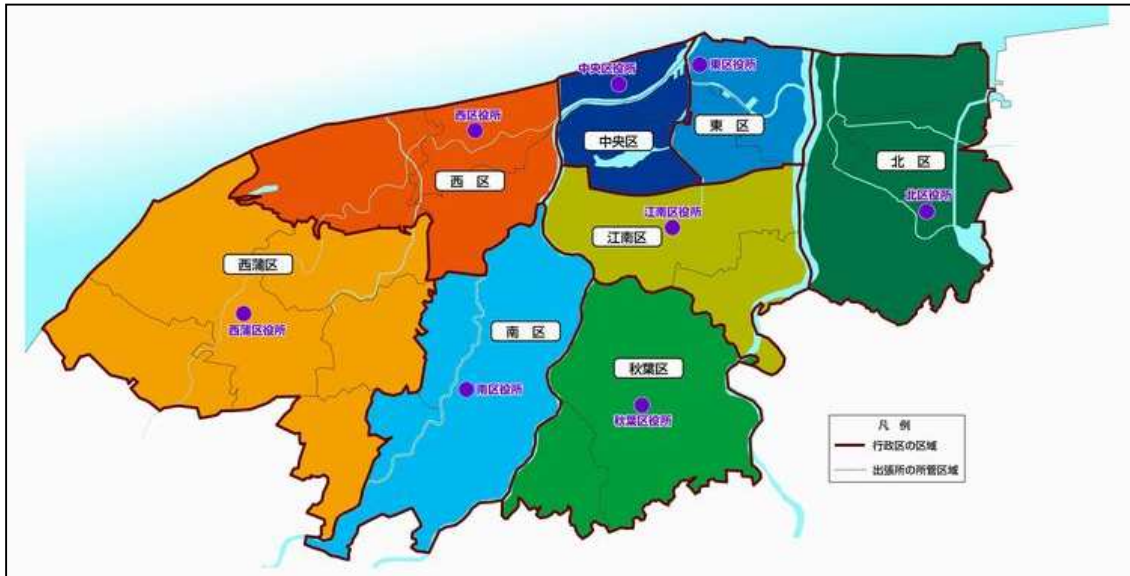 中央区役所
東区役所
西区役所
中央区
東 区
北 区
西 区
北区役所
江南区役所
江南区
西蒲区
西蒲区役所
南 区
秋葉区
南区役所
秋葉区役所
凡 例
行政区の区域
出張所の所管区域